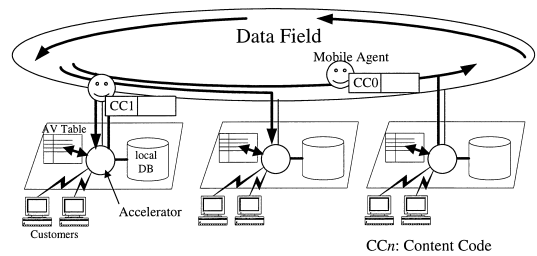 Data Field
Mobile Agent
CC0
CC1
AV Table
local
DB
Accelerator
Customers
CCn: Content Code